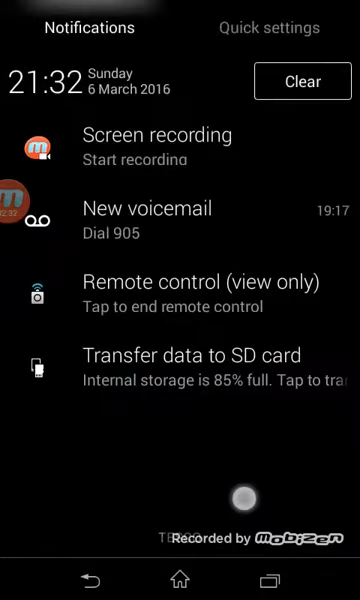 Notifications
Quick settings
21:32
Sunday
6 March 2016
Clear
Screen recording
Start recording
New voicemail
19:17
Dial 905
Remote control (view only)
Tap to end remote control
Transfer data to SD card
Internal storage is 85% full. Tap to tra
Recorded by mobizen